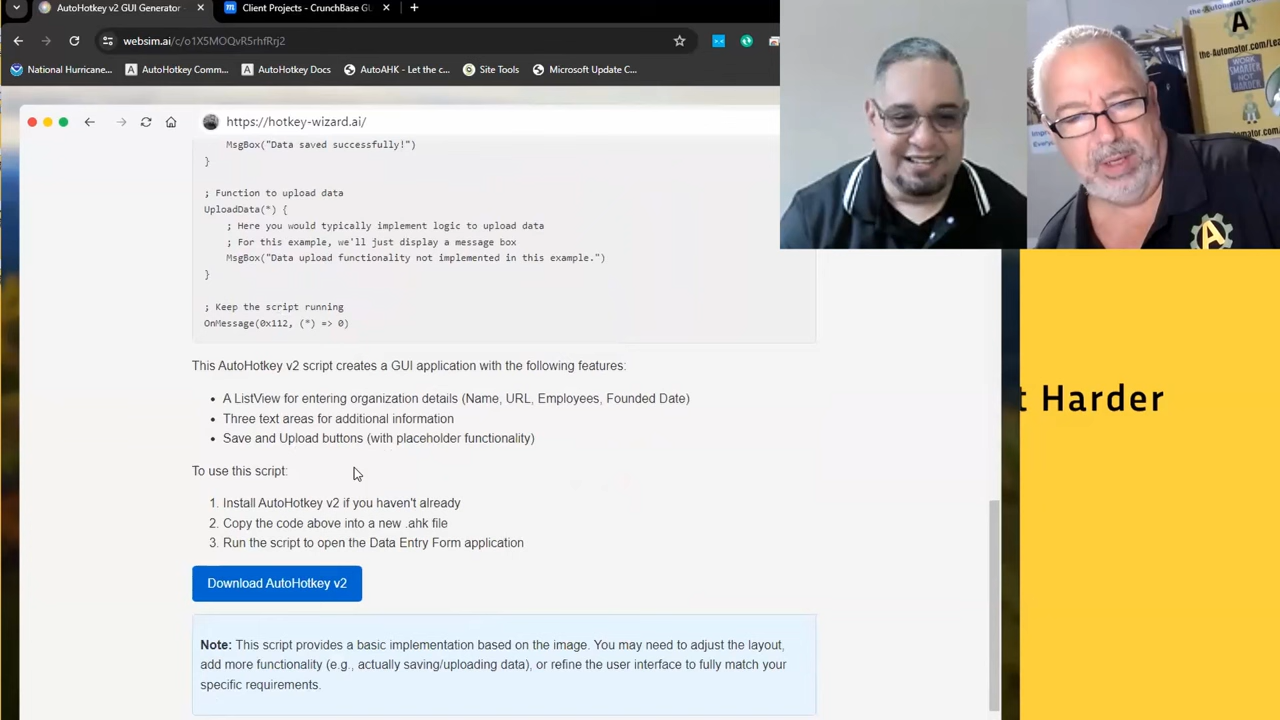 AutoHotkey v2 GUI Generator
Client Projects - CrunchBase GU
websim.ai/c/o1X5MOQvR5rhfRrj2
National Hurricane...
AutoHotkey Comm...
AutoHotkey Docs
AutoAHK - Let the c...
Site Tools
Microsoft Update C...
https://hotkey-wizard.ai/
MsgBox("Data saved successfully!")
}
; Function to upload data
UploadData(*) {
; Here you would typically implement logic to upload data
; For this example, we'll just display a message box
MsgBox("Data upload functionality not implemented in this example.")
}
; Keep the script running
OnMessage(0x112, (*) => 0)
This AutoHotkey v2 script creates a GUI application with the following features:
• A ListView for entering organization details (Name, URL, Employees, Founded Date)
• Three text areas for additional information
• Save and Upload buttons (with placeholder functionality)
To use this script:
1. Install AutoHotkey v2 if you haven't already
2. Copy the code above into a new .ahk file
3. Run the script to open the Data Entry Form application
Download AutoHotkey v2
Note: This script provides a basic implementation based on the image. You may need to adjust the layout,
add more functionality (e.g., actually saving/uploading data), or refine the user interface to fully match your
specific requirements.
A
the-Automator.com/Lea
WORK
SMARTER
NOT
HARDER
A
t Harder